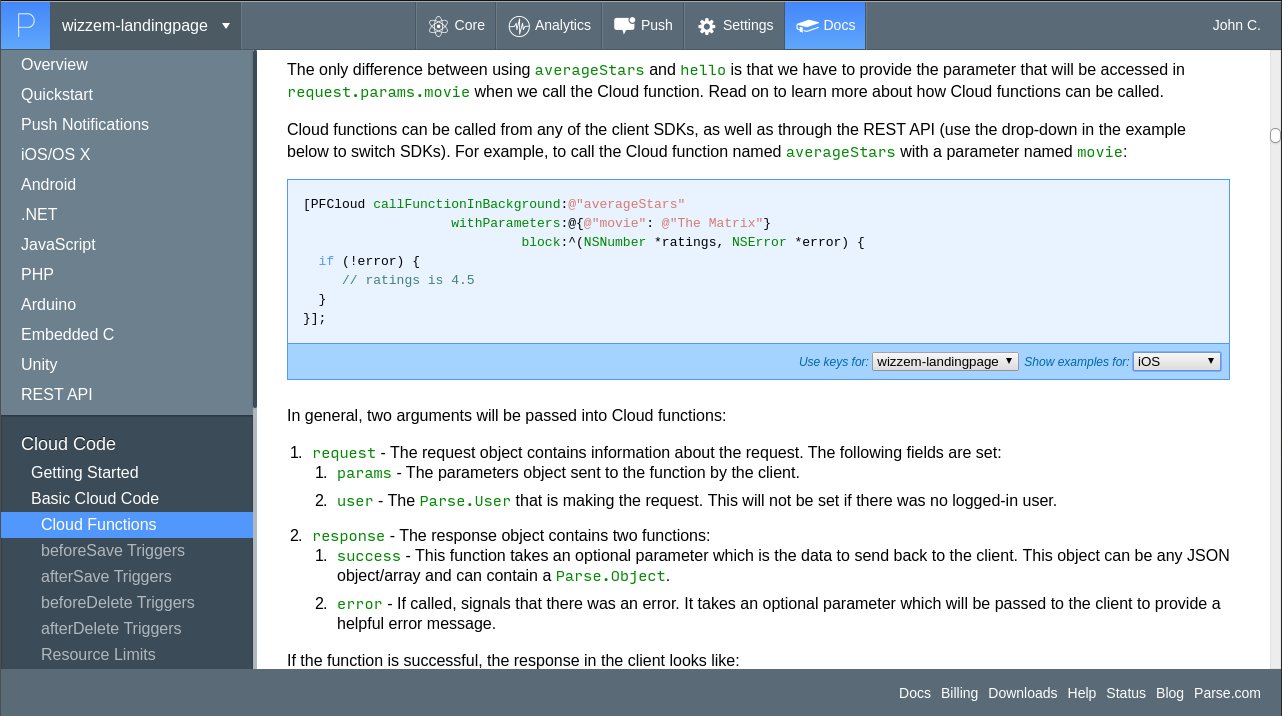 P wizzem-landingpage ▼ Core Analytics Push Settings Docs John C.
Overview
Quickstart
Push Notifications
iOS/OS X
Android
.NET
JavaScript
PHP
Arduino
Embedded C
Unity
REST API
Cloud Code
Getting Started
Basic Cloud Code
Cloud Functions
beforeSave Triggers
afterSave Triggers
beforeDelete Triggers
afterDelete Triggers
Resource Limits
The only difference between using averageStars and hello is that we have to provide the parameter that will be accessed in
request.params.movie when we call the Cloud function. Read on to learn more about how Cloud functions can be called.
Cloud functions can be called from any of the client SDKs, as well as through the REST API (use the drop-down in the example
below to switch SDKs). For example, to call the Cloud function named averageStars with a parameter named movie:
[PFCloud callFunctionInBackground:@"averageStars"
withParameters:@{@"movie": @"The Matrix"}
block:^(NSNumber *ratings, NSError *error) {
if (!error) {
// ratings is 4.5
}
}];
Use keys for: wizzem-landingpage ▼ Show examples for: iOS ▼
In general, two arguments will be passed into Cloud functions:
1. request - The request object contains information about the request. The following fields are set:
1. params - The parameters object sent to the function by the client.
2. user - The Parse.User that is making the request. This will not be set if there was no logged-in user.
2. response - The response object contains two functions:
1. success - This function takes an optional parameter which is the data to send back to the client. This object can be any JSON
object/array and can contain a Parse.Object.
2. error - If called, signals that there was an error. It takes an optional parameter which will be passed to the client to provide a
helpful error message.
If the function is successful, the response in the client looks like:
Docs Billing Downloads Help Status Blog Parse.com